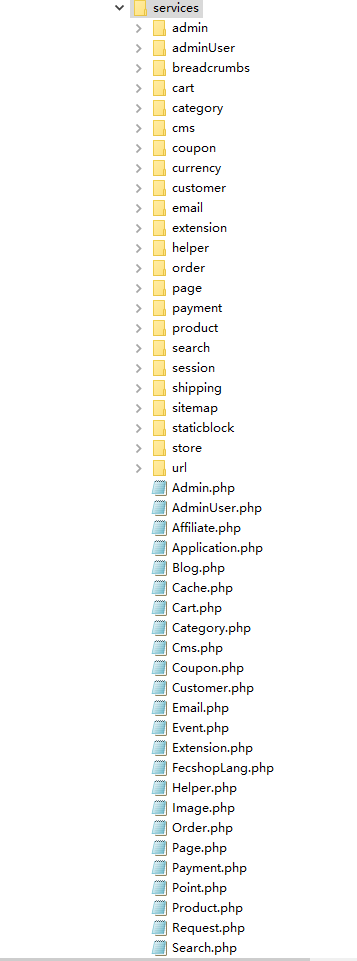 services
admin
adminUser
breadcrumbs
cart
category
cms
coupon
currency
customer
email
extension
helper
order
page
payment
product
search
session
shipping
sitemap
staticblock
store
url
Admin.php
AdminUser.php
Affiliate.php
Application.php
Blog.php
Cache.php
Cart.php
Category.php
Cms.php
Coupon.php
Customer.php
Email.php
Event.php
Extension.php
FecshopLang.php
Helper.php
Image.php
Order.php
Page.php
Payment.php
Point.php
Product.php
Request.php
Search.php